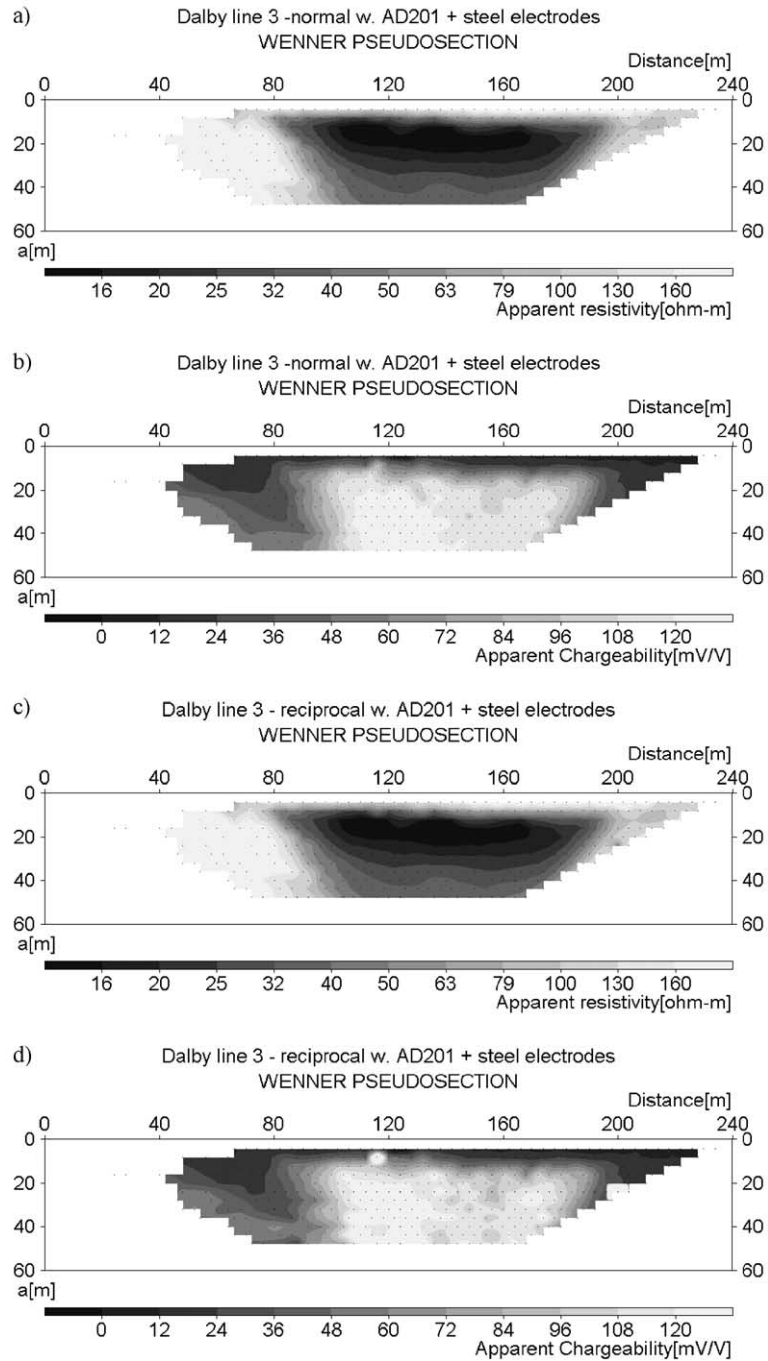 a)
Dalby line 3 -normal w. AD201 + steel electrodes
WENNER PSEUDOSECTION
Distance[m]
0 40 80 120 160 200 240
0 0
20 20
40 40
60 60
a[m]
16 20 25 32 40 50 63 79 100 130 160
Apparent resistivity[ohm-m]
b)
Dalby line 3 -normal w. AD201 + steel electrodes
WENNER PSEUDOSECTION
Distance[m]
0 40 80 120 160 200 240
0 0
20 20
40 40
60 60
a[m]
0 12 24 36 48 60 72 84 96 108 120
Apparent Chargeability[mV/V]
c)
Dalby line 3 - reciprocal w. AD201 + steel electrodes
WENNER PSEUDOSECTION
Distance[m]
0 40 80 120 160 200 240
0 0
20 20
40 40
60 60
a[m]
16 20 25 32 40 50 63 79 100 130 160
Apparent resistivity[ohm-m]
d)
Dalby line 3 - reciprocal w. AD201 + steel electrodes
WENNER PSEUDOSECTION
Distance[m]
0 40 80 120 160 200 240
0 0
20 20
40 40
60 60
a[m]
0 12 24 36 48 60 72 84 96 108 120
Apparent Chargeability[mV/V]